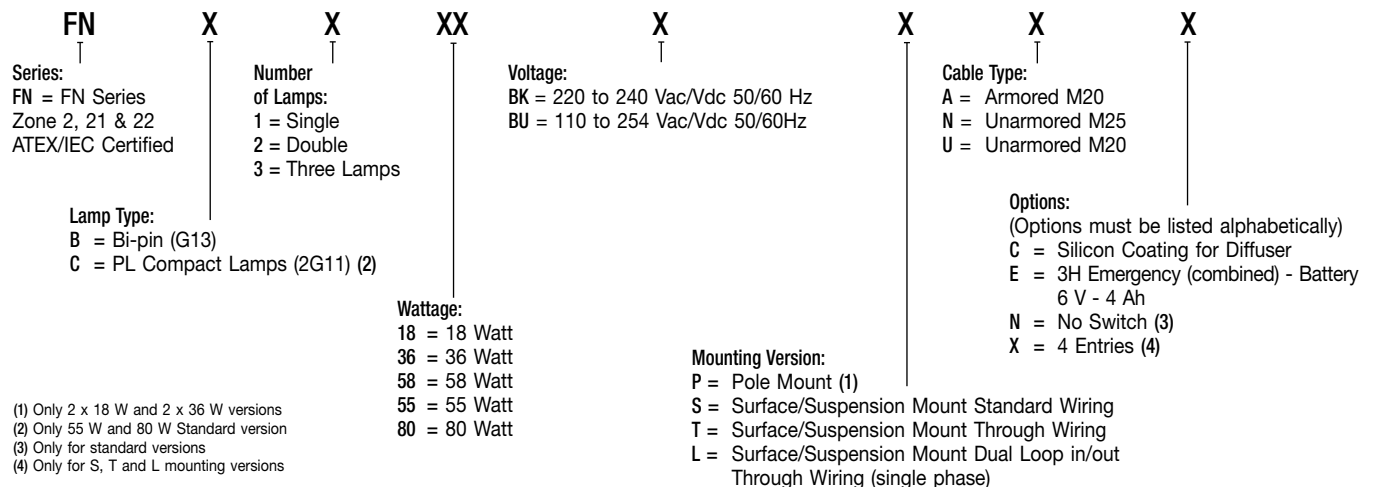 FN X X XX X X X X
Series:
FN = FN Series
Zone 2, 21 & 22
ATEX/IEC Certified
Number
of Lamps:
1 = Single
2 = Double
3 = Three Lamps
Voltage:
BK = 220 to 240 Vac/Vdc 50/60 Hz
BU = 110 to 254 Vac/Vdc 50/60Hz
Cable Type:
A = Armored M20
N = Unarmored M25
U = Unarmored M20
Lamp Type:
B = Bi-pin (G13)
C = PL Compact Lamps (2G11) (2)
Options:
(Options must be listed alphabetically)
C = Silicon Coating for Diffuser
E = 3H Emergency (combined) - Battery
6 V - 4 Ah
N = No Switch (3)
X = 4 Entries (4)
Wattage:
18 = 18 Watt
36 = 36 Watt
58 = 58 Watt
55 = 55 Watt
80 = 80 Watt
Mounting Version:
P = Pole Mount (1)
S = Surface/Suspension Mount Standard Wiring
T = Surface/Suspension Mount Through Wiring
L = Surface/Suspension Mount Dual Loop in/out
Through Wiring (single phase)
(1) Only 2 x 18 W and 2 x 36 W versions
(2) Only 55 W and 80 W Standard version
(3) Only for standard versions
(4) Only for S, T and L mounting versions